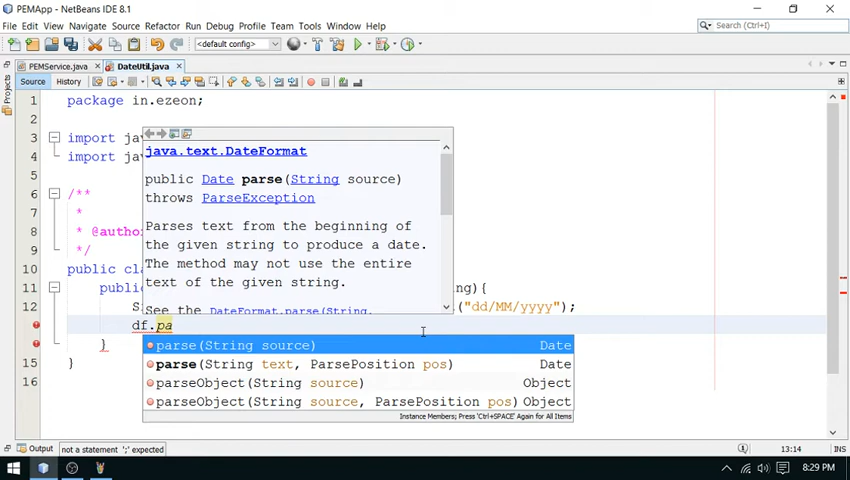 PEMApp - NetBeans IDE 8.1
File Edit View Navigate Source Refactor Run Debug Profile Team Tools Window Help
Search (Ctrl+I)
<default config>
PEMService.java DateUtil.java
Source History
Projects
1 package in.ezeon;
2
3 import jav
4 import jav
5
6 /**
7 *
8 * @autho
9 */
10 public cla
11 public ng){
12 S ("dd/MM/yyyy");
df.pa
}
15 }
16
java.text.DateFormat
public Date parse(String source)
throws ParseException
Parses text from the beginning of
the given string to produce a date.
The method may not use the entire
text of the given string.
See the DateFormat.parse(String,
parse(String source) Date
parse(String text, ParsePosition pos) Date
parseObject(String source) Object
parseObject(String source, ParsePosition pos) Object
Instance Members; Press 'Ctrl+SPACE' Again for All Items
Output not a statement ';' expected 13:14 INS
8:29 PM